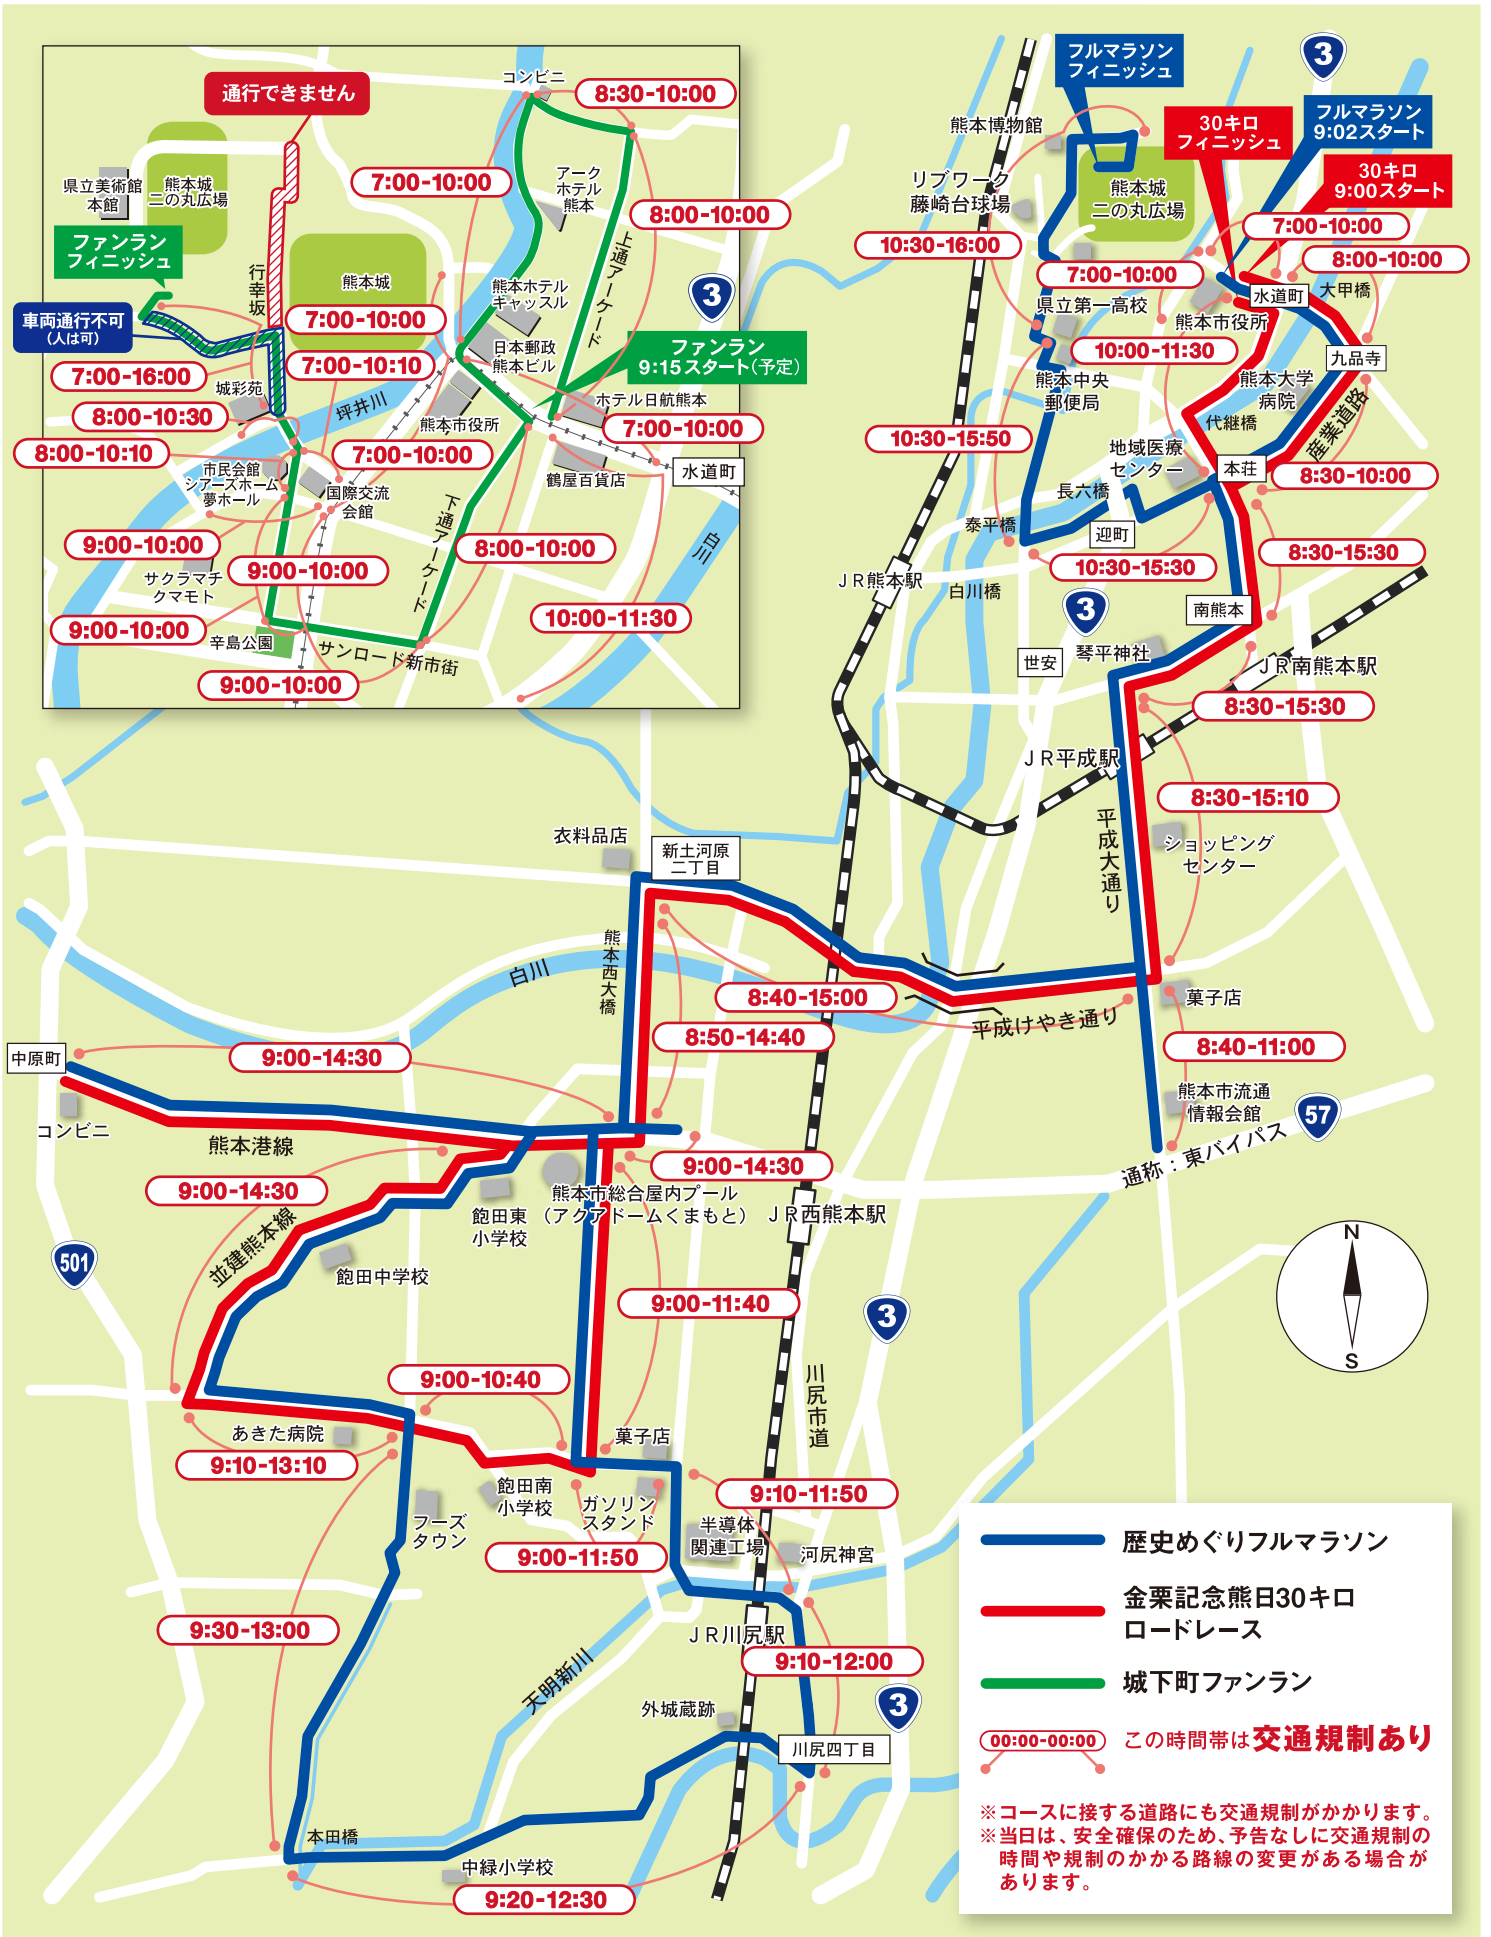 通行できません
コンビニ
8:30-10:00
県立美術館
本館
熊本城
二の丸広場
7:00-10:00
アーク
ホテル
熊本
8:00-10:00
ファンラン
フィニッシュ
行幸坂
熊本城
上通アーケード
熊本ホテル
キャッスル
3
車両通行不可
(人は可)
7:00-10:00
日本郵政
熊本ビル
ファンラン
9:15スタート(予定)
7:00-16:00
7:00-10:10
城彩苑
坪井川
8:00-10:30
熊本市役所
ホテル日航熊本
7:00-10:00
8:00-10:10
7:00-10:00
市民会館
シアーズホーム
夢ホール
国際交流
会館
鶴屋百貨店
水道町
下通アーケード
9:00-10:00
8:00-10:00
白川
サクラマチ
クマモト
9:00-10:00
9:00-10:00
10:00-11:30
辛島公園
サンロード新市街
9:00-10:00
フルマラソン
フィニッシュ
3
熊本博物館
30キロ
フィニッシュ
フルマラソン
9:02スタート
30キロ
9:00スタート
リブワーク
藤崎台球場
熊本城
二の丸広場
10:30-16:00
7:00-10:00
8:00-10:00
7:00-10:00
水道町
大甲橋
県立第一高校
熊本市役所
10:00-11:30
九品寺
熊本中央
郵便局
熊本大学
病院
産業道路
代継橋
10:30-15:50
地域医療
センター
本荘
8:30-10:00
長六橋
泰平橋
迎町
8:30-15:30
10:30-15:30
JR熊本駅
白川橋
3
南熊本
世安
琴平神社
JR南熊本駅
8:30-15:30
JR平成駅
8:30-15:10
平成大通り
ショッピング
センター
衣料品店
新土河原
二丁目
熊本西大橋
白川
8:40-15:00
菓子店
平成けやき通り
8:50-14:40
8:40-11:00
中原町
9:00-14:30
コンビニ
熊本港線
熊本市流通
情報会館
57
通称:東バイパス
9:00-14:30
9:00-14:30
熊本市総合屋内プール
(アクアドームくまもと)
JR西熊本駅
飽田東
小学校
並建熊本線
501
飽田中学校
9:00-11:40
3
N
S
9:00-10:40
川尻市道
あきた病院
9:10-13:10
菓子店
飽田南
小学校
ガソリン
スタンド
9:10-11:50
フーズ
タウン
半導体
関連工場
河尻神宮
9:00-11:50
9:30-13:00
JR川尻駅
9:10-12:00
天明新川
外城蔵跡
3
川尻四丁目
本田橋
中緑小学校
9:20-12:30
歴史めぐりフルマラソン
金栗記念熊日30キロ
ロードレース
城下町ファンラン
00:00-00:00 この時間帯は交通規制あり
※コースに接する道路にも交通規制がかかります。
※当日は、安全確保のため、予告なしに交通規制の
時間や規制のかかる路線の変更がある場合が
あります。